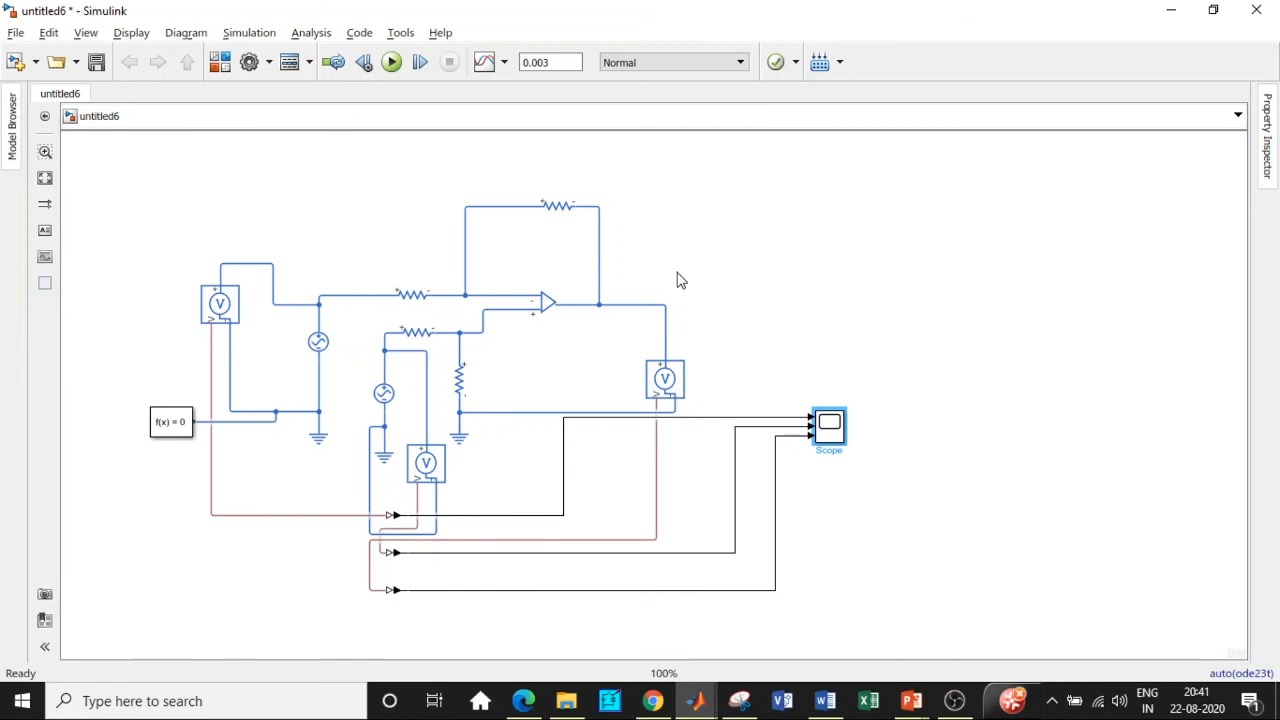 untitled6 * - Simulink
File Edit View Display Diagram Simulation Analysis Code Tools Help
0.003 Normal
untitled6
untitled6
Model Browser
Property Inspector
+ -
+
V
+ -
-
+
+ -
V
+
+
-
+
V
f(x) = 0
Scope
+
V
Ready 100% auto(ode23t)
Type here to search
ENG 20:41
IN 22-08-2020